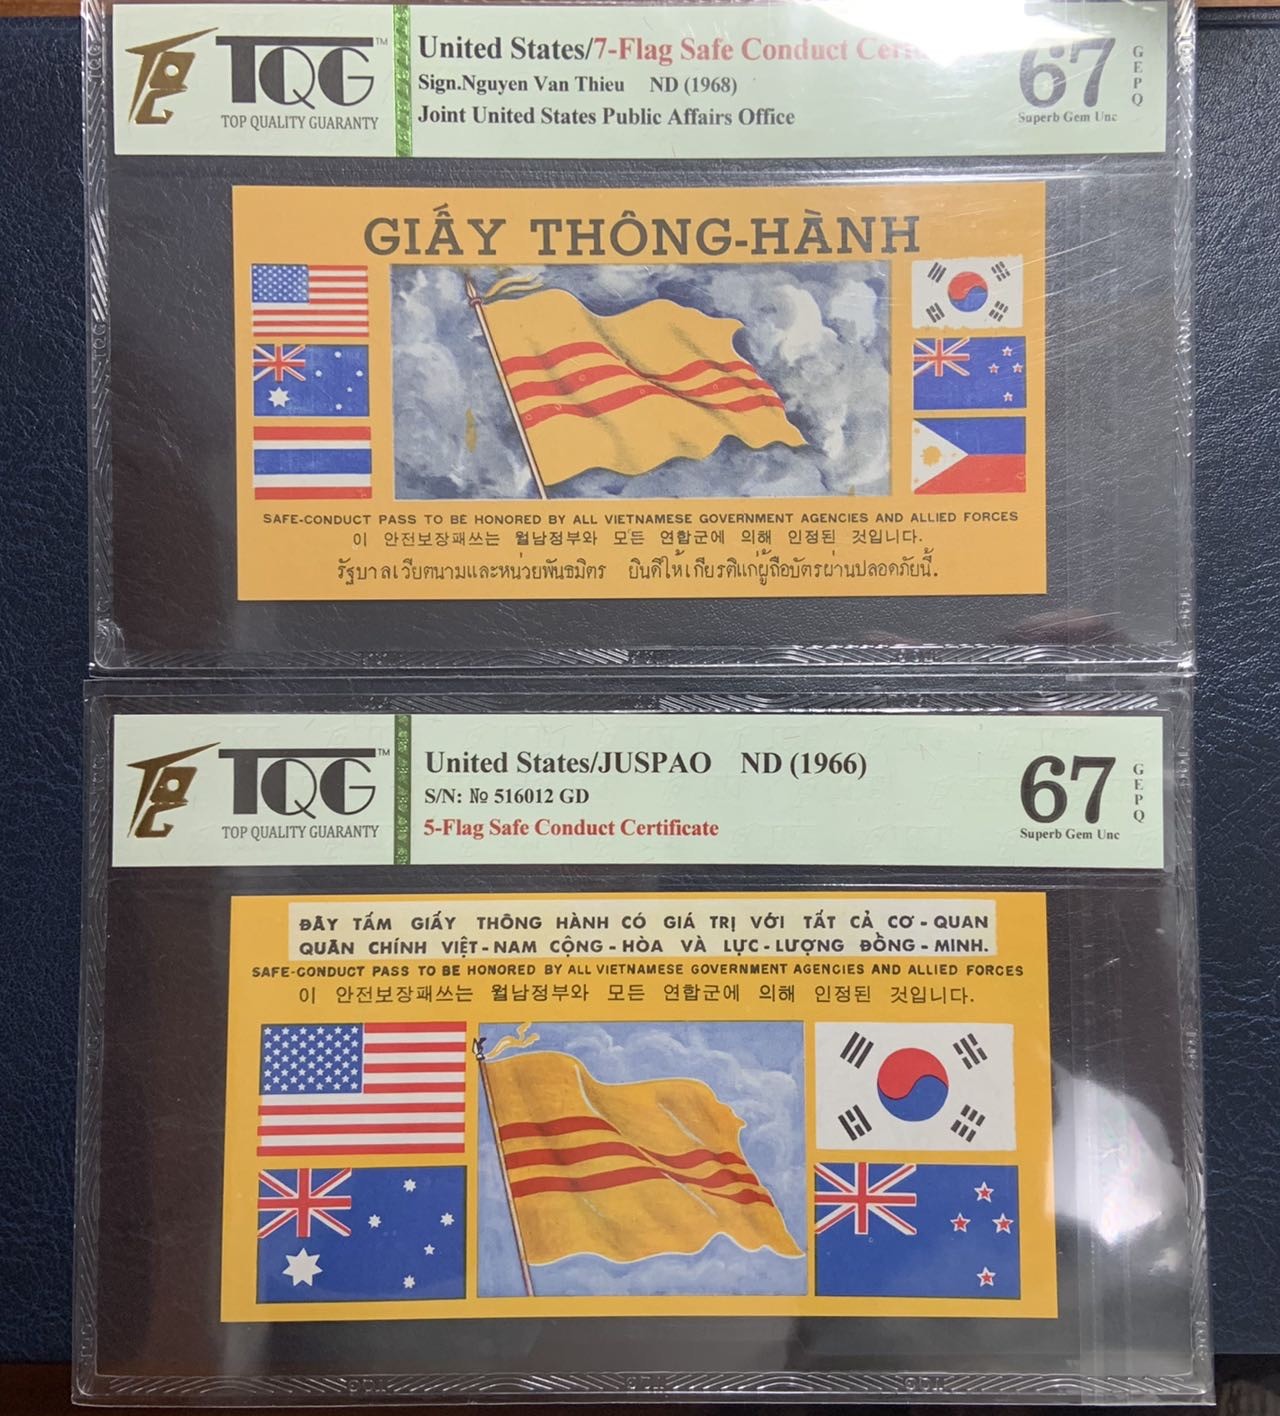 TQG™
TOP QUALITY GUARANTY
United States/7-Flag Safe Conduct
Sign.Nguyen Van Thieu ND (1968)
Joint United States Public Affairs Office
67
Superb Gem Unc
GEPQ
GIẤY THÔNG-HÀNH
SAFE-CONDUCT PASS TO BE HONORED BY ALL VIETNAMESE GOVERNMENT AGENCIES AND ALLIED FORCES
이 안전보장패쓰는 월남정부와 모든 연합군에 의해 인정된 것입니다.
รัฐบาลเวียตนามและหน่วยพันธมิตร ยินดีให้เกียรติแก่ผู้ถือบัตรผ่านปลอดภัยนี้.
TQG™
TOP QUALITY GUARANTY
United States/JUSPAO ND (1966)
S/N: № 516012 GD
5-Flag Safe Conduct Certificate
67
Superb Gem Unc
GEPQ
ĐÂY TẤM GIẤY THÔNG HÀNH CÓ GIÁ TRỊ VỚI TẤT CẢ CƠ - QUAN
QUÂN CHÍNH VIỆT - NAM CỘNG - HÒA VÀ LỰC - LƯỢNG ĐỒNG - MINH.
SAFE-CONDUCT PASS TO BE HONORED BY ALL VIETNAMESE GOVERNMENT AGENCIES AND ALLIED FORCES
이 안전보장패쓰는 월남정부와 모든 연합군에 의해 인정된 것입니다.